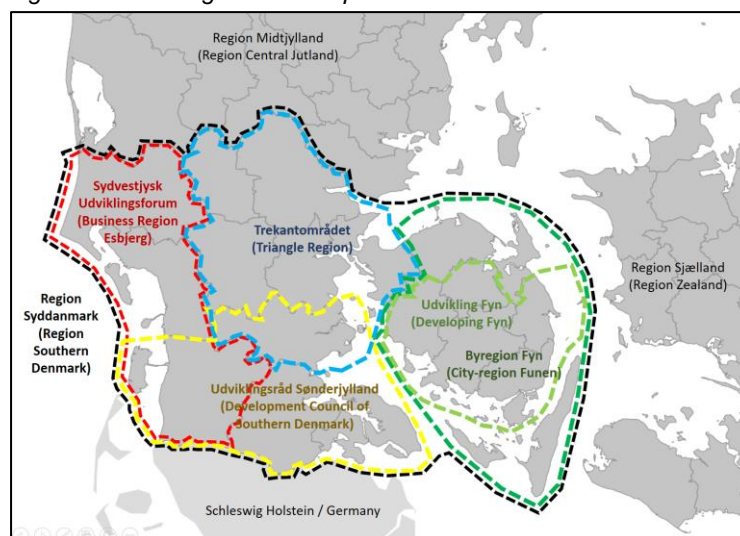 Region Midtjylland
(Region Central Jutland)
Sydvestjysk
Udviklingsforum
(Business Region
Esbjerg)
Trekantområdet
(Triangle Region)
Region Sjælland
(Region Zealand)
Region
Syddanmark
(Region
Southern
Denmark)
Udvikling Fyn
(Developing Fyn)
Byregion Fyn
(City-region Funen)
Udviklingsråd Sønderjylland
(Development Council of
Southern Denmark)
Schleswig Holstein / Germany